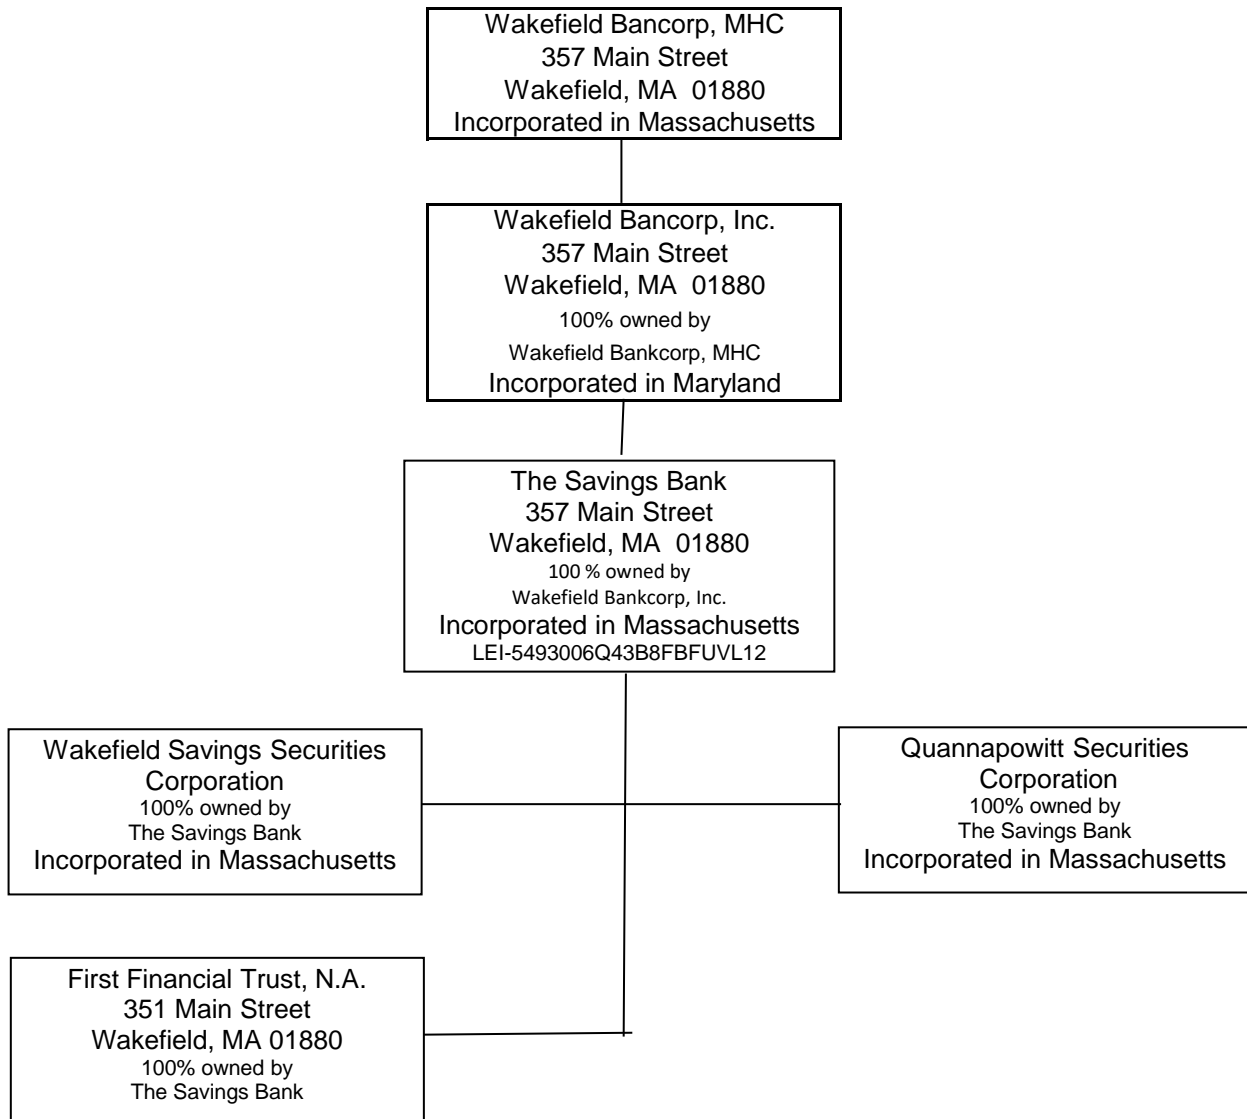 Wakefield Bancorp, MHC
357 Main Street
Wakefield, MA  01880
Incorporated in Massachusetts
Wakefield Bancorp, Inc.
357 Main Street
Wakefield, MA  01880
100% owned by
Wakefield Bankcorp, MHC
Incorporated in Maryland
The Savings Bank
357 Main Street
Wakefield, MA  01880
100 % owned by
Wakefield Bankcorp, Inc.
Incorporated in Massachusetts
LEI-5493006Q43B8FBFUVL12
Wakefield Savings Securities
Corporation
100% owned by
The Savings Bank
Incorporated in Massachusetts
Quannapowitt Securities
Corporation
100% owned by
The Savings Bank
Incorporated in Massachusetts
First Financial Trust, N.A.
351 Main Street
Wakefield, MA 01880
100% owned by
The Savings Bank